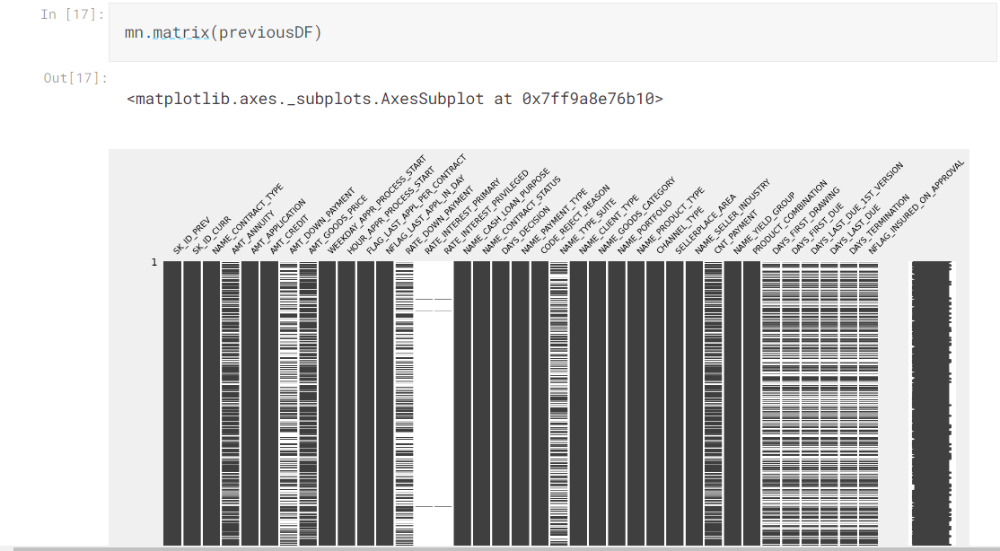 In [17]:
mn.matrix(previousDF)
Out[17]:
<matplotlib.axes._subplots.AxesSubplot at 0x7ff9a8e76b10>
SK_ID_PREV
SK_ID_CURR
NAME_CONTRACT_TYPE
AMT_ANNUITY
AMT_APPLICATION
AMT_CREDIT
AMT_DOWN_PAYMENT
AMT_GOODS_PRICE
WEEKDAY_APPR_PROCESS_START
HOUR_APPR_PROCESS_START
FLAG_LAST_APPL_PER_CONTRACT
NFLAG_LAST_APPL_IN_DAY
RATE_DOWN_PAYMENT
RATE_INTEREST_PRIMARY
RATE_INTEREST_PRIVILEGED
NAME_CASH_LOAN_PURPOSE
NAME_CONTRACT_STATUS
DAYS_DECISION
NAME_PAYMENT_TYPE
CODE_REJECT_REASON
NAME_TYPE_SUITE
NAME_CLIENT_TYPE
NAME_GOODS_CATEGORY
NAME_PORTFOLIO
NAME_PRODUCT_TYPE
CHANNEL_TYPE
SELLERPLACE_AREA
NAME_SELLER_INDUSTRY
CNT_PAYMENT
NAME_YIELD_GROUP
PRODUCT_COMBINATION
DAYS_FIRST_DRAWING
DAYS_FIRST_DUE
DAYS_LAST_DUE_1ST_VERSION
DAYS_LAST_DUE
DAYS_TERMINATION
NFLAG_INSURED_ON_APPROVAL
1